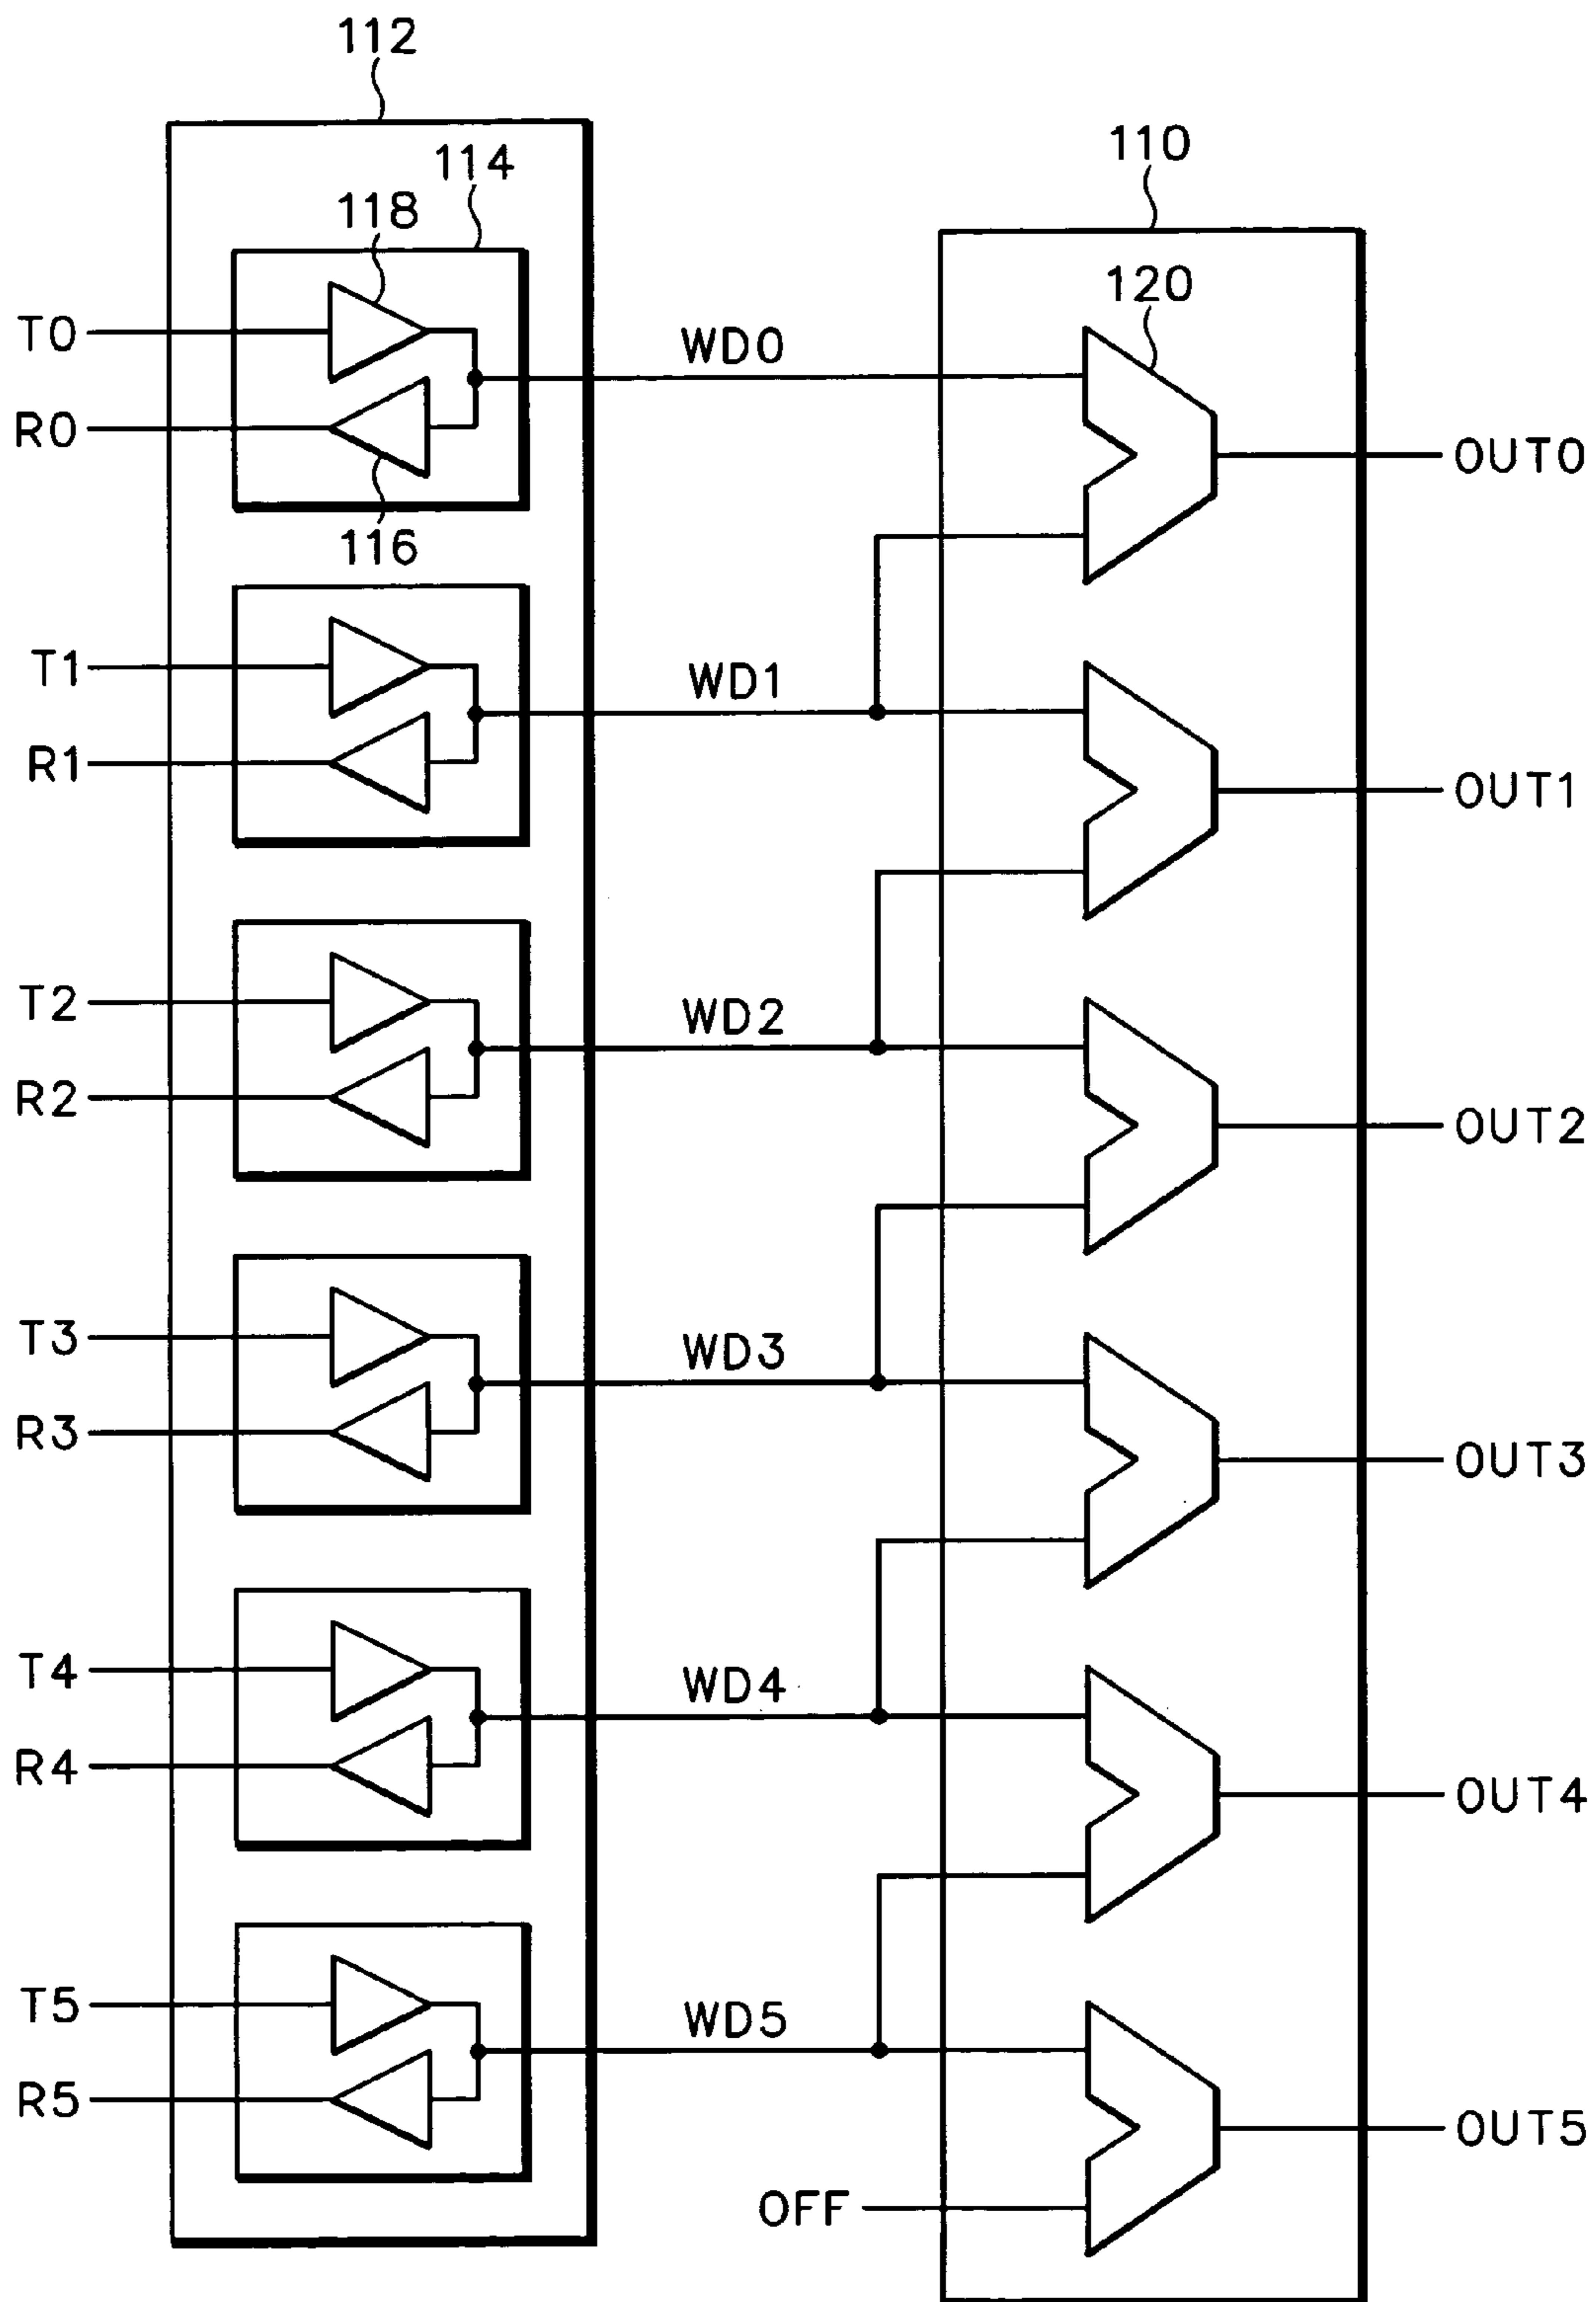 112
114
110
118
120
T0
WD0
R0
OUT0
116
T1
WD1
R1
OUT1
T2
WD2
R2
OUT2
T3
WD3
R3
OUT3
T4
WD4
R4
OUT4
T5
WD5
R5
OUT5
OFF